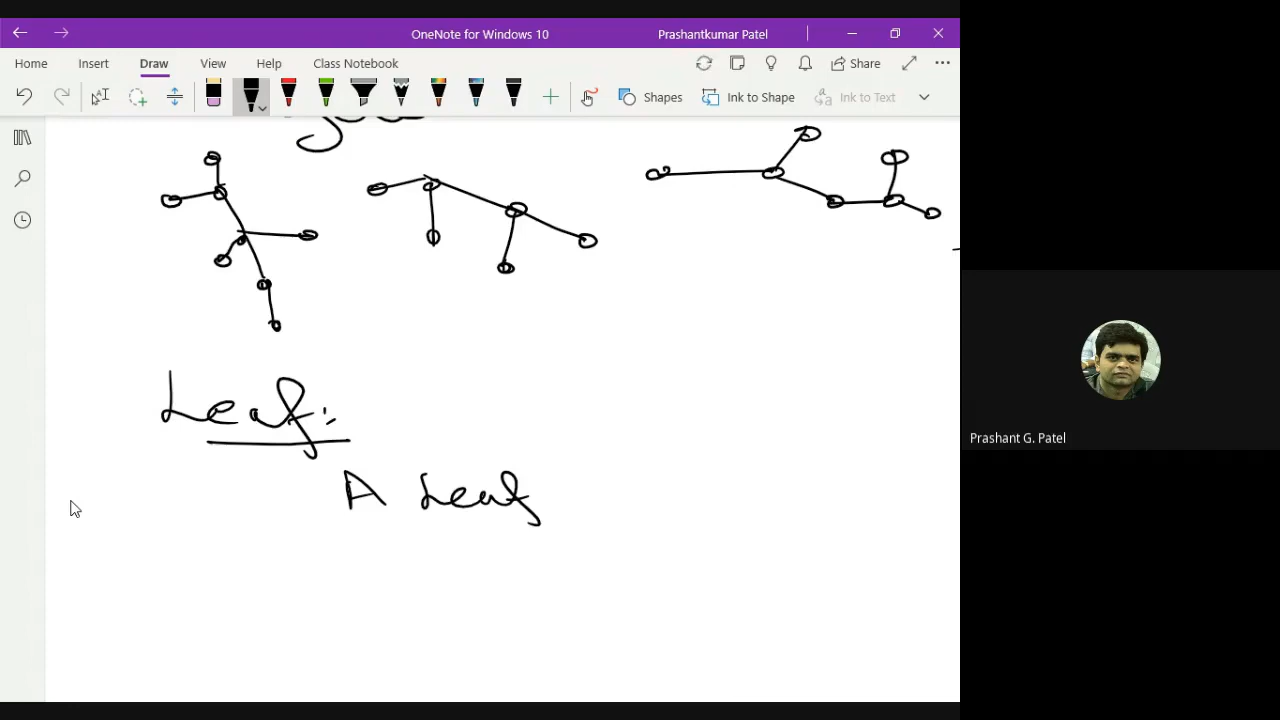 OneNote for Windows 10
Prashantkumar Patel
Home Insert Draw View Help Class Notebook
Share
Shapes Ink to Shape Ink to Text
Leaf:
A Leaf
Prashant G. Patel